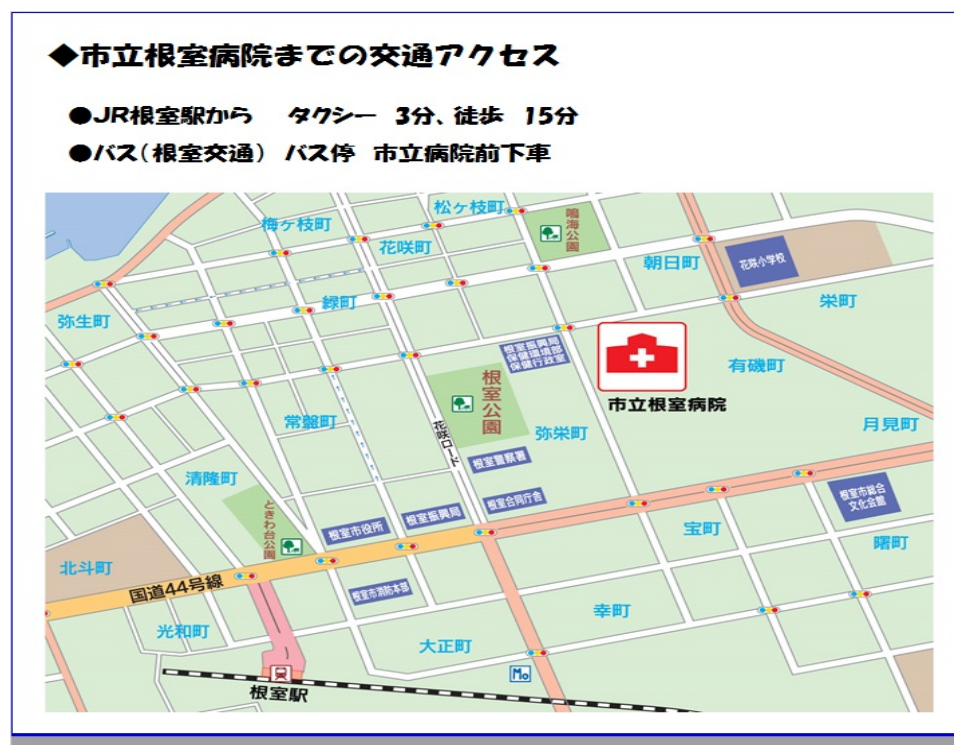 ◆市立根室病院までの交通アクセス
●JR根室駅から タクシー 3分、徒歩 15分
●バス(根室交通) バス停 市立病院前下車
松ヶ枝町
梅ヶ枝町
鳴海公園
花咲町
朝日町
花咲小学校
緑町
栄町
弥生町
根室振興局
保健環境部
保健行政室
有磯町
根室公園
市立根室病院
常盤町
花咲ロード
弥栄町
月見町
根室警察署
清隆町
ときわ台公園
根室合同庁舎
根室市総合
文化会館
根室振興局
根室市役所
宝町
曙町
北斗町
国道44号線
根室市消防本部
幸町
光和町
大正町
Mo
根室駅